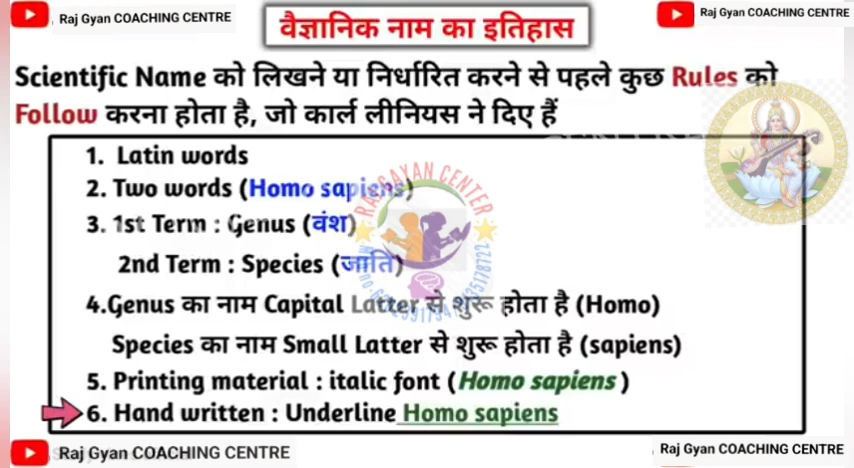 Raj Gyan COACHING CENTRE
वैज्ञानिक नाम का इतिहास
Raj Gyan COACHING CENTRE
Scientific Name को लिखने या निर्धारित करने से पहले कुछ Rules को
Follow करना होता है, जो कार्ल लीनियस ने दिए हैं
1. Latin words
2. Two words (Homo sapiens)
3. 1st Term : Genus (वंश)
2nd Term : Species (जाति)
4.Genus का नाम Capital Latter से शुरू होता है (Homo)
Species का नाम Small Latter से शुरू होता है (sapiens)
5. Printing material : italic font (Homo sapiens)
6. Hand written : Underline Homo sapiens
Raj Gyan COACHING CENTRE
Raj Gyan COACHING CENTRE